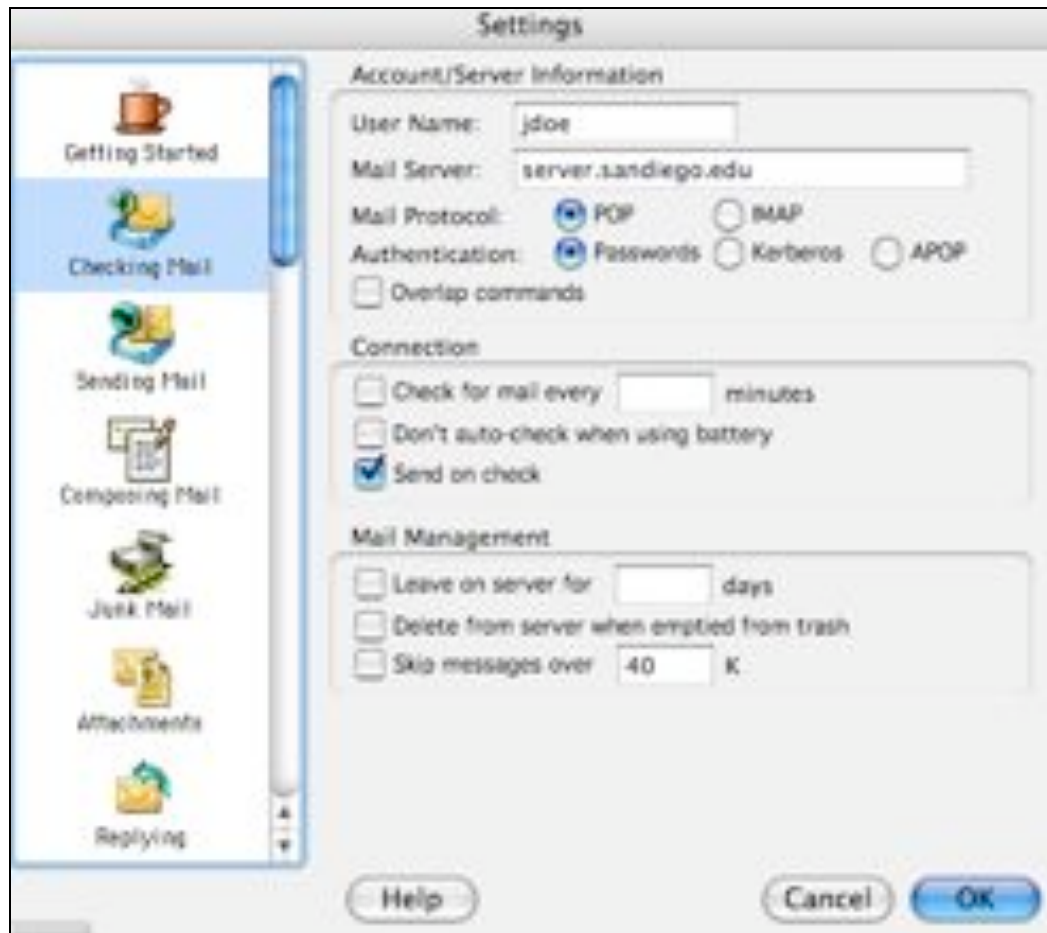 Settings
Getting Started
Checking Mail
Sending Mail
Composing Mail
Junk Mail
Attachments
Replying
Account/Server Information
User Name: jdoe
Mail Server: server.sandiego.edu
Mail Protocol: POP IMAP
Authentication: Passwords Kerberos APOP
Overlap commands
Connection
Check for mail every minutes
Don't auto-check when using battery
Send on check
Mail Management
Leave on server for days
Delete from server when emptied from trash
Skip messages over 40 K
Help Cancel OK